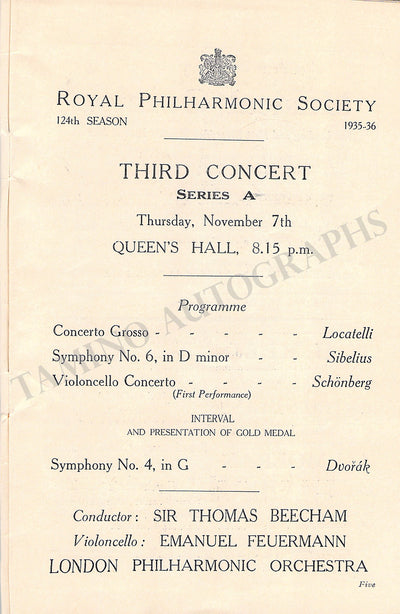 ROYAL PHILHARMONIC SOCIETY
124th SEASON 1935-36
THIRD CONCERT
SERIES A
Thursday, November 7th
QUEEN'S HALL, 8.15 p.m.
Programme
Concerto Grosso - - - - - Locatelli
Symphony No. 6, in D minor - - Sibelius
Violoncello Concerto - - - - Schönberg
(First Performance)
INTERVAL
AND PRESENTATION OF GOLD MEDAL
Symphony No. 4, in G - - - Dvořák
Conductor: SIR THOMAS BEECHAM
Violoncello: EMANUEL FEUERMANN
LONDON PHILHARMONIC ORCHESTRA
Five
TAMINO AUTOGRAPHS